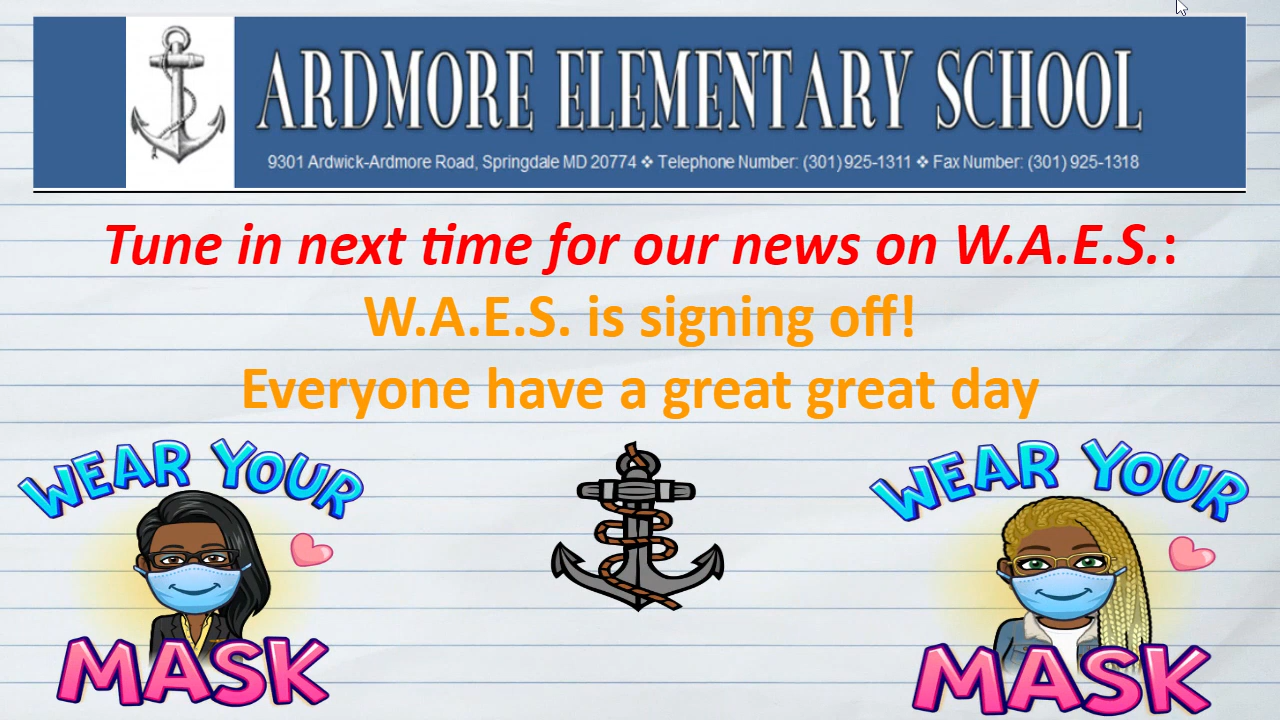 ARDMORE ELEMENTARY SCHOOL
9301 Ardwick-Ardmore Road, Springdale MD 20774 ❖ Telephone Number: (301) 925-1311 ❖ Fax Number: (301) 925-1318
Tune in next time for our news on W.A.E.S.:
W.A.E.S. is signing off!
Everyone have a great great day
WEAR YOUR
MASK
WEAR YOUR
MASK